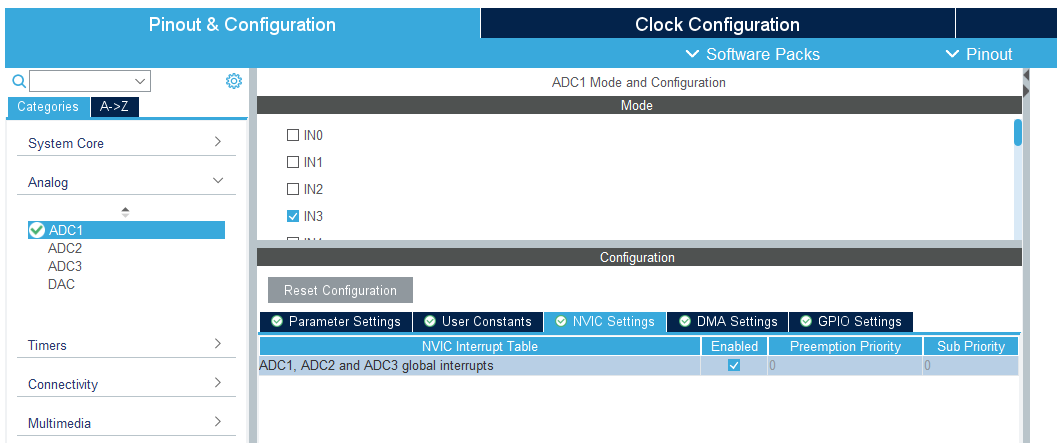 Pinout & Configuration
Clock Configuration
Software Packs
Pinout
Categories
A->Z
System Core
Analog
ADC1
ADC2
ADC3
DAC
Timers
Connectivity
Multimedia
ADC1 Mode and Configuration
Mode
IN0
IN1
IN2
IN3
Configuration
Reset Configuration
Parameter Settings
User Constants
NVIC Settings
DMA Settings
GPIO Settings
NVIC Interrupt Table
Enabled
Preemption Priority
Sub Priority
ADC1, ADC2 and ADC3 global interrupts
0
0